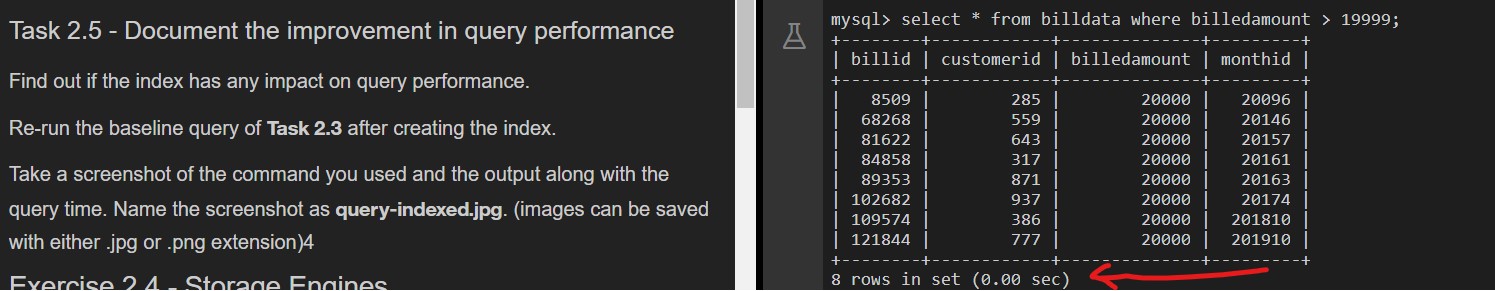 Task 2.5 - Document the improvement in query performance
Find out if the index has any impact on query performance.
Re-run the baseline query of Task 2.3 after creating the index.
Take a screenshot of the command you used and the output along with the
query time. Name the screenshot as query-indexed.jpg. (images can be saved
with either .jpg or .png extension)4
Exercise 2.4 - Storage Engines
mysql> select * from billdata where billedamount > 19999;
+--------+------------+--------------+---------+
| billid | customerid | billedamount | monthid |
+--------+------------+--------------+---------+
|   8509 |        285 |        20000 |   20096 |
|  68268 |        559 |        20000 |   20146 |
|  81622 |        643 |        20000 |   20157 |
|  84858 |        317 |        20000 |   20161 |
|  89353 |        871 |        20000 |   20163 |
| 102682 |        937 |        20000 |   20174 |
| 109574 |        386 |        20000 |  201810 |
| 121844 |        777 |        20000 |  201910 |
+--------+------------+--------------+---------+
8 rows in set (0.00 sec)